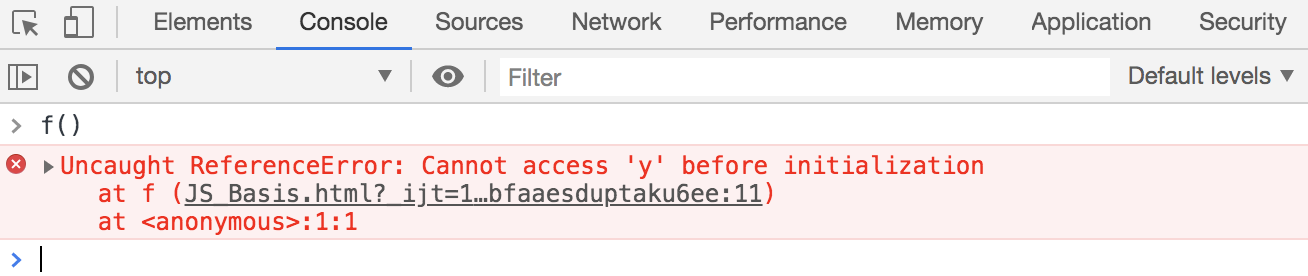 Elements Console Sources Network Performance Memory Application Security
top Filter Default levels
f()
Uncaught ReferenceError: Cannot access 'y' before initialization
at f (JS_Basis.html?_ijt=1…bfaaesduptaku6ee:11)
at <anonymous>:1:1